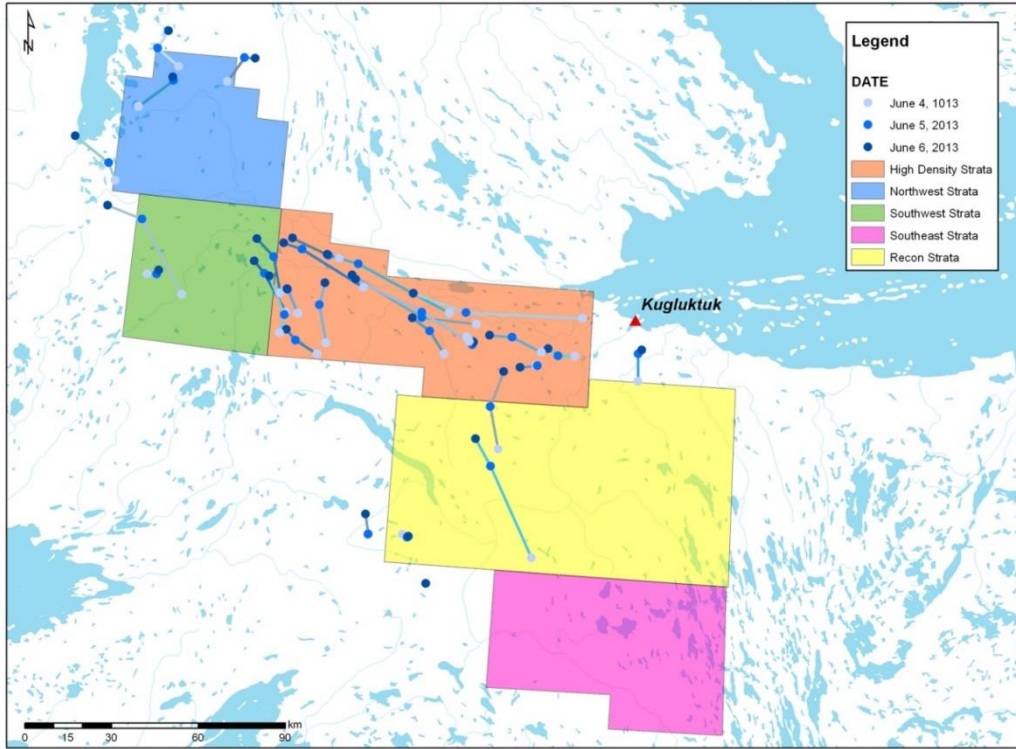 N
Legend
DATE
June 4, 1013
June 5, 2013
June 6, 2013
High Density Strata
Northwest Strata
Southwest Strata
Southeast Strata
Recon Strata
Kugluktuk
km
0 15 30 60 90